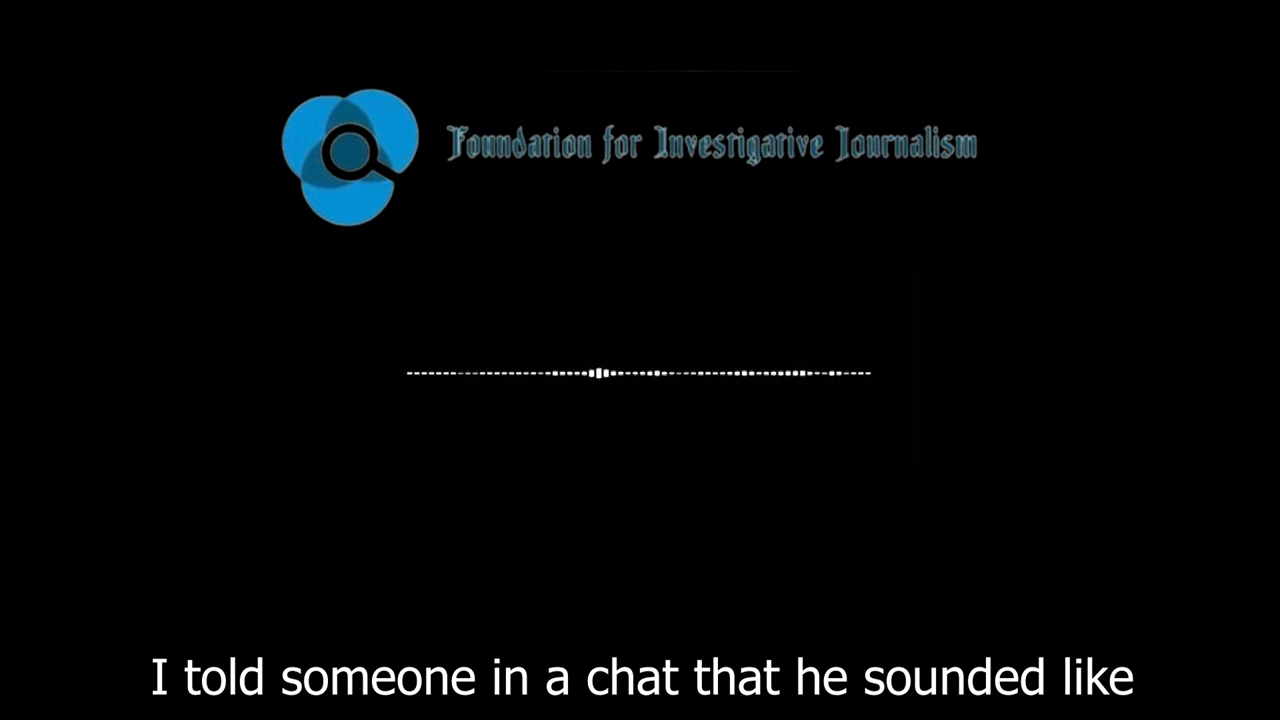 Foundation for Investigative Journalism
I told someone in a chat that he sounded like